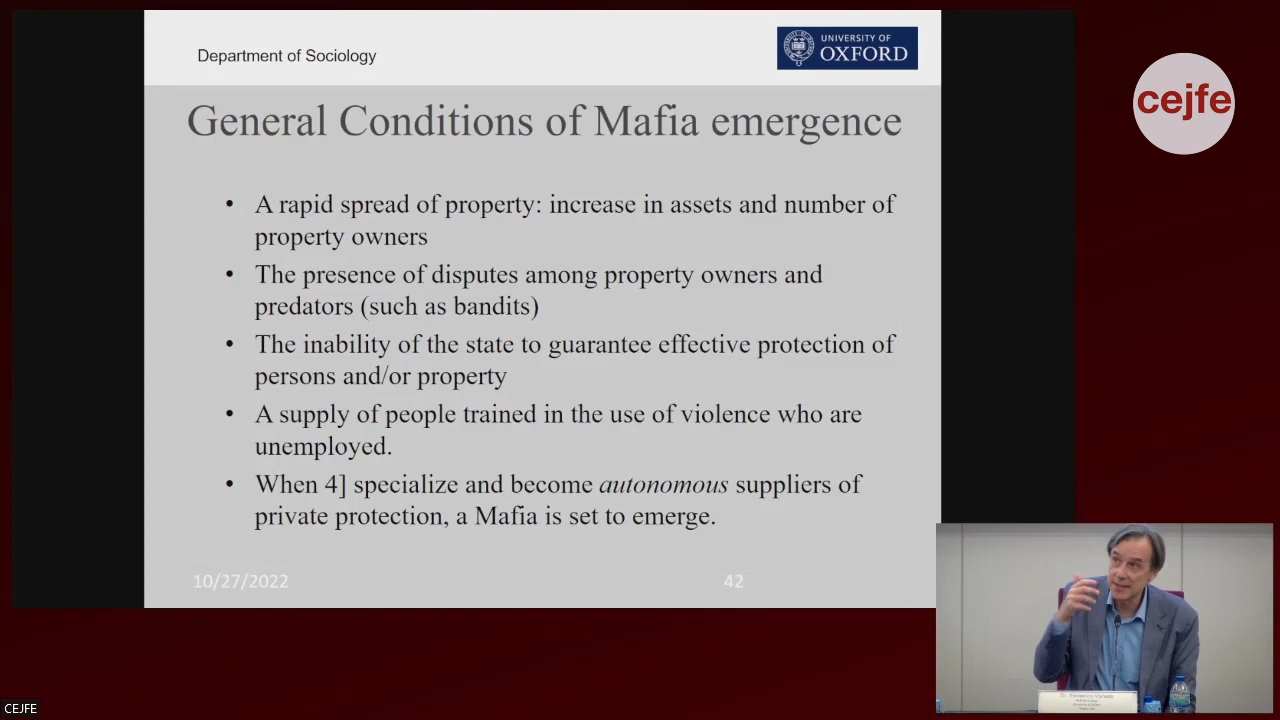 Department of Sociology
UNIVERSITY OF
OXFORD
cejfe
General Conditions of Mafia emergence
• A rapid spread of property: increase in assets and number of
property owners
• The presence of disputes among property owners and
predators (such as bandits)
• The inability of the state to guarantee effective protection of
persons and/or property
• A supply of people trained in the use of violence who are
unemployed.
• When 4] specialize and become autonomous suppliers of
private protection, a Mafia is set to emerge.
10/27/2022
42
CEJFE